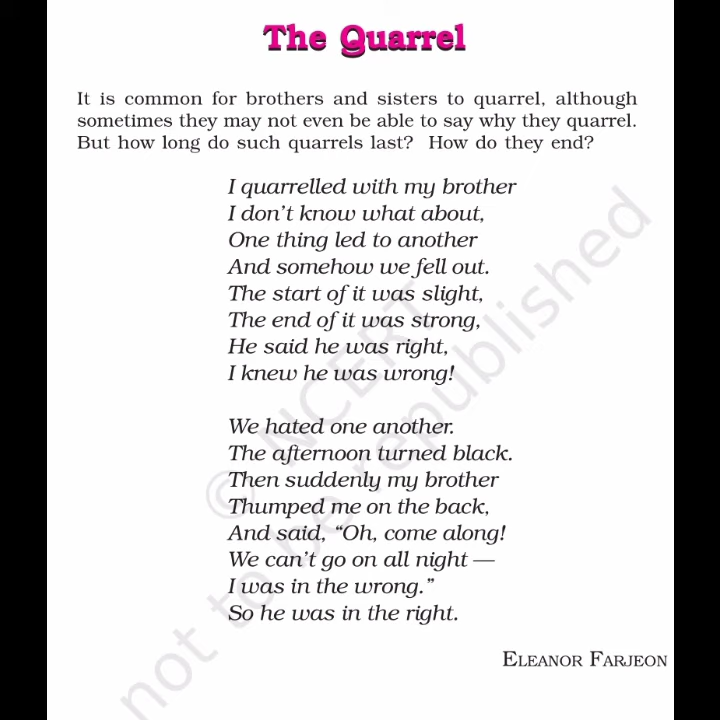 The Quarrel
It is common for brothers and sisters to quarrel, although
sometimes they may not even be able to say why they quarrel.
But how long do such quarrels last? How do they end?
I quarrelled with my brother
I don't know what about,
One thing led to another
And somehow we fell out.
The start of it was slight,
The end of it was strong,
He said he was right,
I knew he was wrong!
We hated one another.
The afternoon turned black.
Then suddenly my brother
Thumped me on the back,
And said, “Oh, come along!
We can't go on all night —
I was in the wrong.”
So he was in the right.
ELEANOR FARJEON
© NCERT
not to be republished